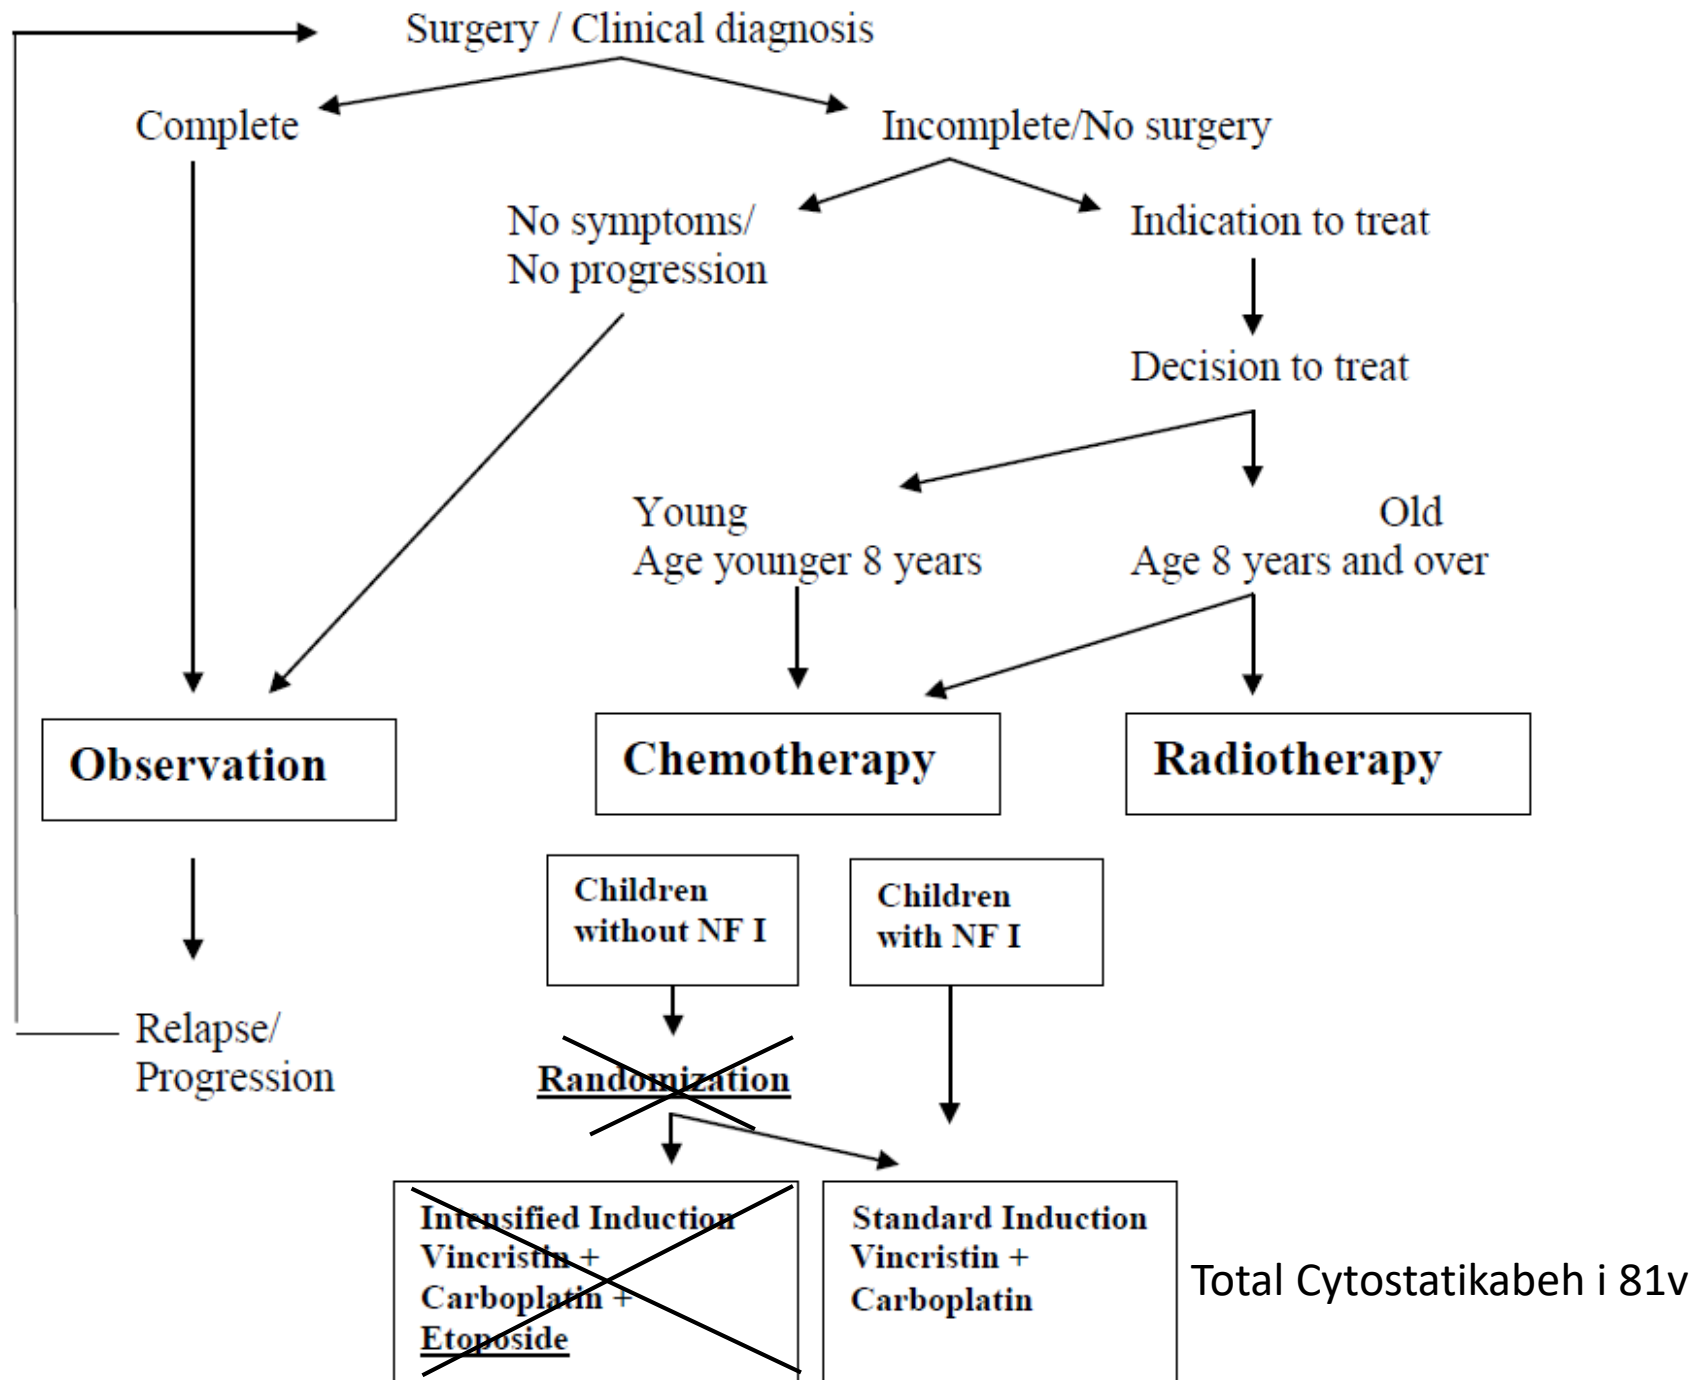 Surgery / Clinical diagnosis
Complete
Incomplete/No surgery
No symptoms/
No progression
Indication to treat
Decision to treat
Young
Age younger 8 years
Old
Age 8 years and over
Observation
Chemotherapy
Radiotherapy
Children
without NF I
Children
with NF I
Relapse/
Progression
Randomization
Intensified Induction
Vincristin +
Carboplatin +
Etoposide
Standard Induction
Vincristin +
Carboplatin
Total Cytostatikabeh i 81v